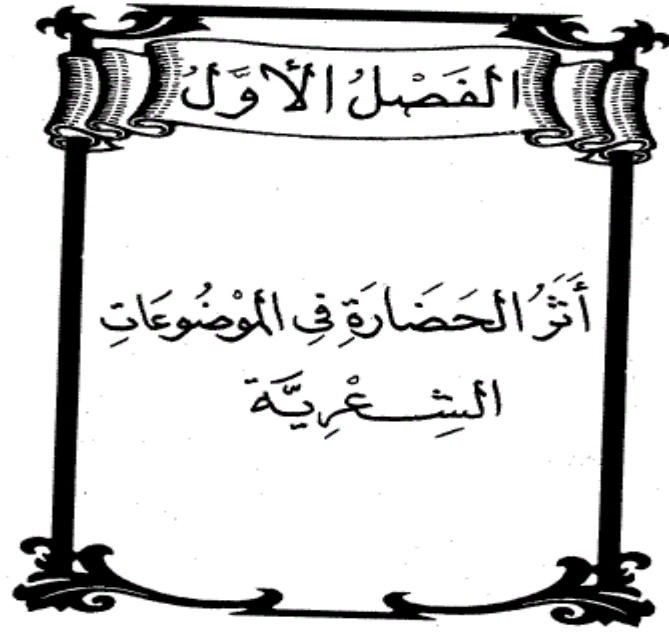 الفَصْلُ الأَوَّلُ
أَثَرُ الحَضَارَةِ فِي المَوْضُوعَاتِ
الشِعْرِيَّة